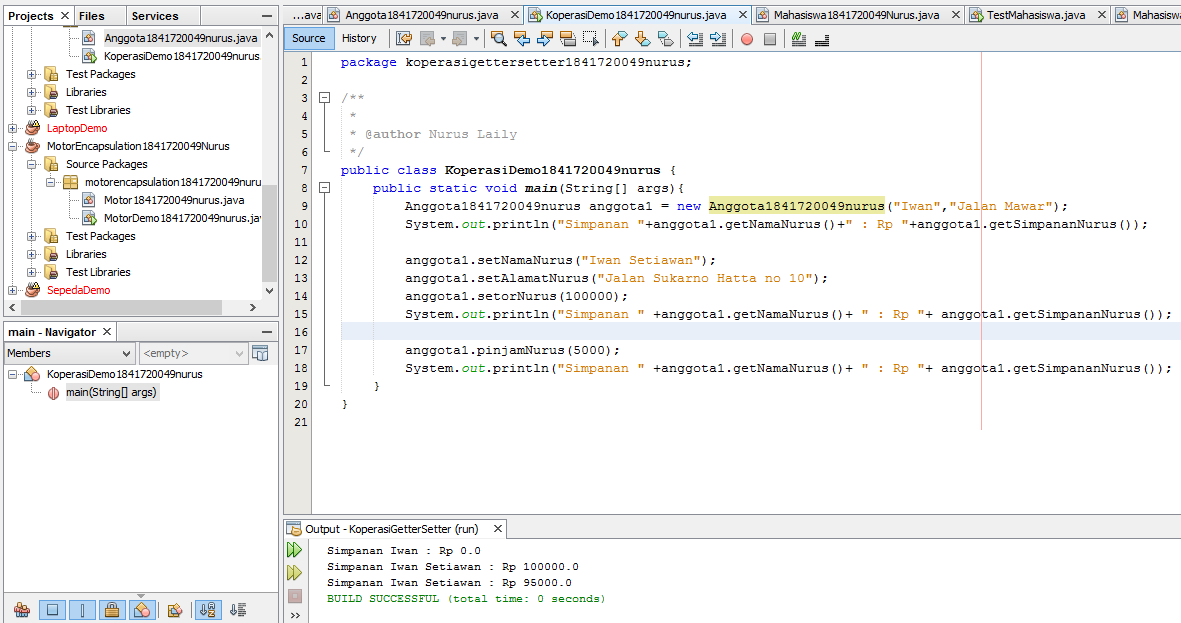 Projects Files Services
Anggota1841720049nurus.java
KoperasiDemo1841720049nurus.
Test Packages
Libraries
Test Libraries
LaptopDemo
MotorEncapsulation1841720049Nurus
Source Packages
motorencapsulation1841720049nuru
Motor1841720049nurus.java
MotorDemo1841720049nurus.ja
Test Packages
Libraries
Test Libraries
SepedaDemo
main - Navigator
Members <empty>
KoperasiDemo1841720049nurus
main(String[] args)
...ava Anggota1841720049nurus.java KoperasiDemo1841720049nurus.java Mahasiswa1841720049Nurus.java TestMahasiswa.java Mahasisw
Source History
1 package koperasigettersetter1841720049nurus;
2
3 /**
4 *
5 * @author Nurus Laily
6 */
7 public class KoperasiDemo1841720049nurus {
8 public static void main(String[] args){
9 Anggota1841720049nurus anggota1 = new Anggota1841720049nurus("Iwan","Jalan Mawar");
10 System.out.println("Simpanan "+anggota1.getNamaNurus()+" : Rp "+anggota1.getSimpananNurus());
11
12 anggota1.setNamaNurus("Iwan Setiawan");
13 anggota1.setAlamatNurus("Jalan Sukarno Hatta no 10");
14 anggota1.setorNurus(100000);
15 System.out.println("Simpanan " +anggota1.getNamaNurus()+ " : Rp "+ anggota1.getSimpananNurus());
16
17 anggota1.pinjamNurus(5000);
18 System.out.println("Simpanan " +anggota1.getNamaNurus()+ " : Rp "+ anggota1.getSimpananNurus());
19 }
20 }
21
Output - KoperasiGetterSetter (run)
Simpanan Iwan : Rp 0.0
Simpanan Iwan Setiawan : Rp 100000.0
Simpanan Iwan Setiawan : Rp 95000.0
BUILD SUCCESSFUL (total time: 0 seconds)